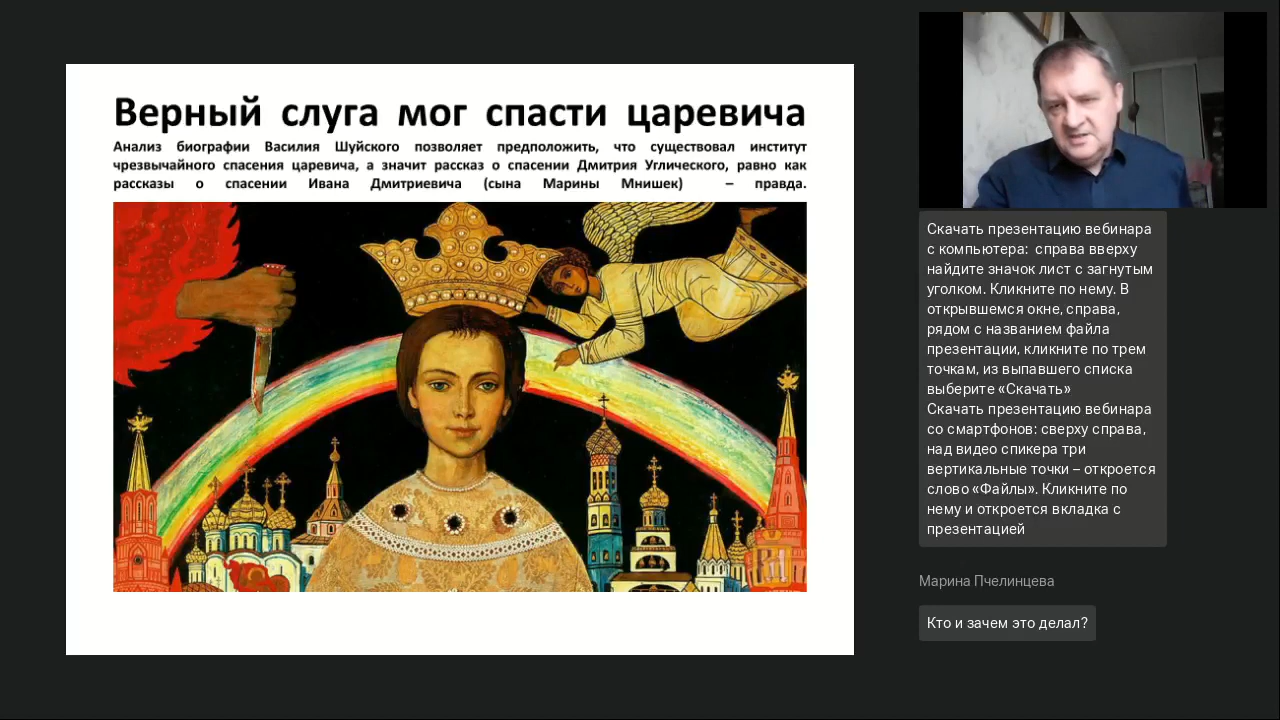 Верный слуга мог спасти царевича
Анализ биографии Василия Шуйского позволяет предположить, что существовал институт
чрезвычайного спасения царевича, а значит рассказ о спасении Дмитрия Углического, равно как
рассказы о спасении Ивана Дмитриевича (сына Марины Мнишек) – правда.
Скачать презентацию вебинара
с компьютера: справа вверху
найдите значок лист с загнутым
уголком. Кликните по нему. В
открывшемся окне, справа,
рядом с названием файла
презентации, кликните по трем
точкам, из выпавшего списка
выберите «Скачать»
Скачать презентацию вебинара
со смартфонов: сверху справа,
над видео спикера три
вертикальные точки – откроется
слово «Файлы». Кликните по
нему и откроется вкладка с
презентацией
Марина Пчелинцева
Кто и зачем это делал?